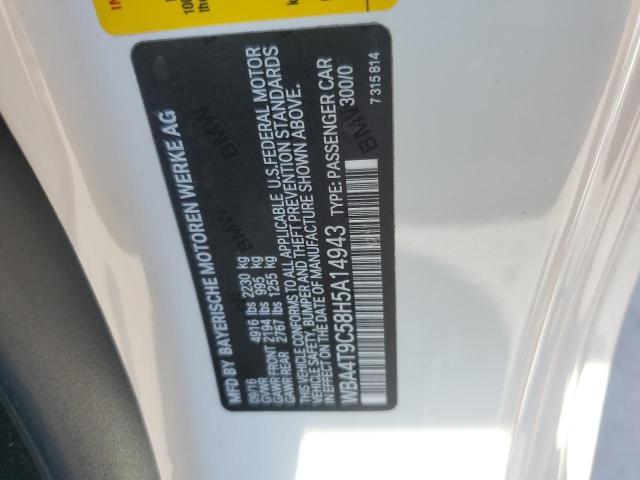 MFD BY BAYERISCHE MOTOREN WERKE AG
09/16
GVWR 4916 lbs 2230 kg
GAWR FRONT 2194 lbs 995 kg
GAWR REAR 2767 lbs 1255 kg
VEHICLE CONFORMS TO ALL APPLICABLE U.S.FEDERAL MOTOR
VEHICLE SAFETY, BUMPER AND THEFT PREVENTION STANDARDS
IN EFFECT ON THE DATE OF MANUFACTURE SHOWN ABOVE.
WBA4T9C58H5A14943 TYPE: PASSENGER CAR
300/0
7 315 814
BMW
BMW
BMW